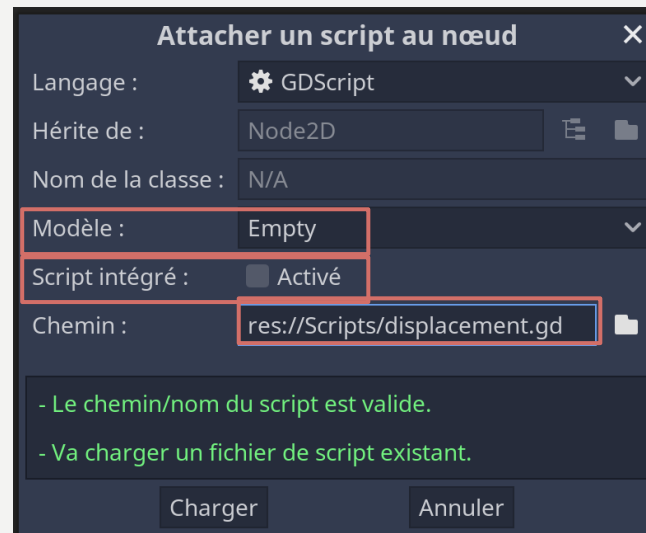 Attacher un script au nœud
Langage : GDScript
Hérite de : Node2D
Nom de la classe : N/A
Modèle : Empty
Script intégré : Activé
Chemin : res://Scripts/displacement.gd
- Le chemin/nom du script est valide.
- Va charger un fichier de script existant.
Charger Annuler